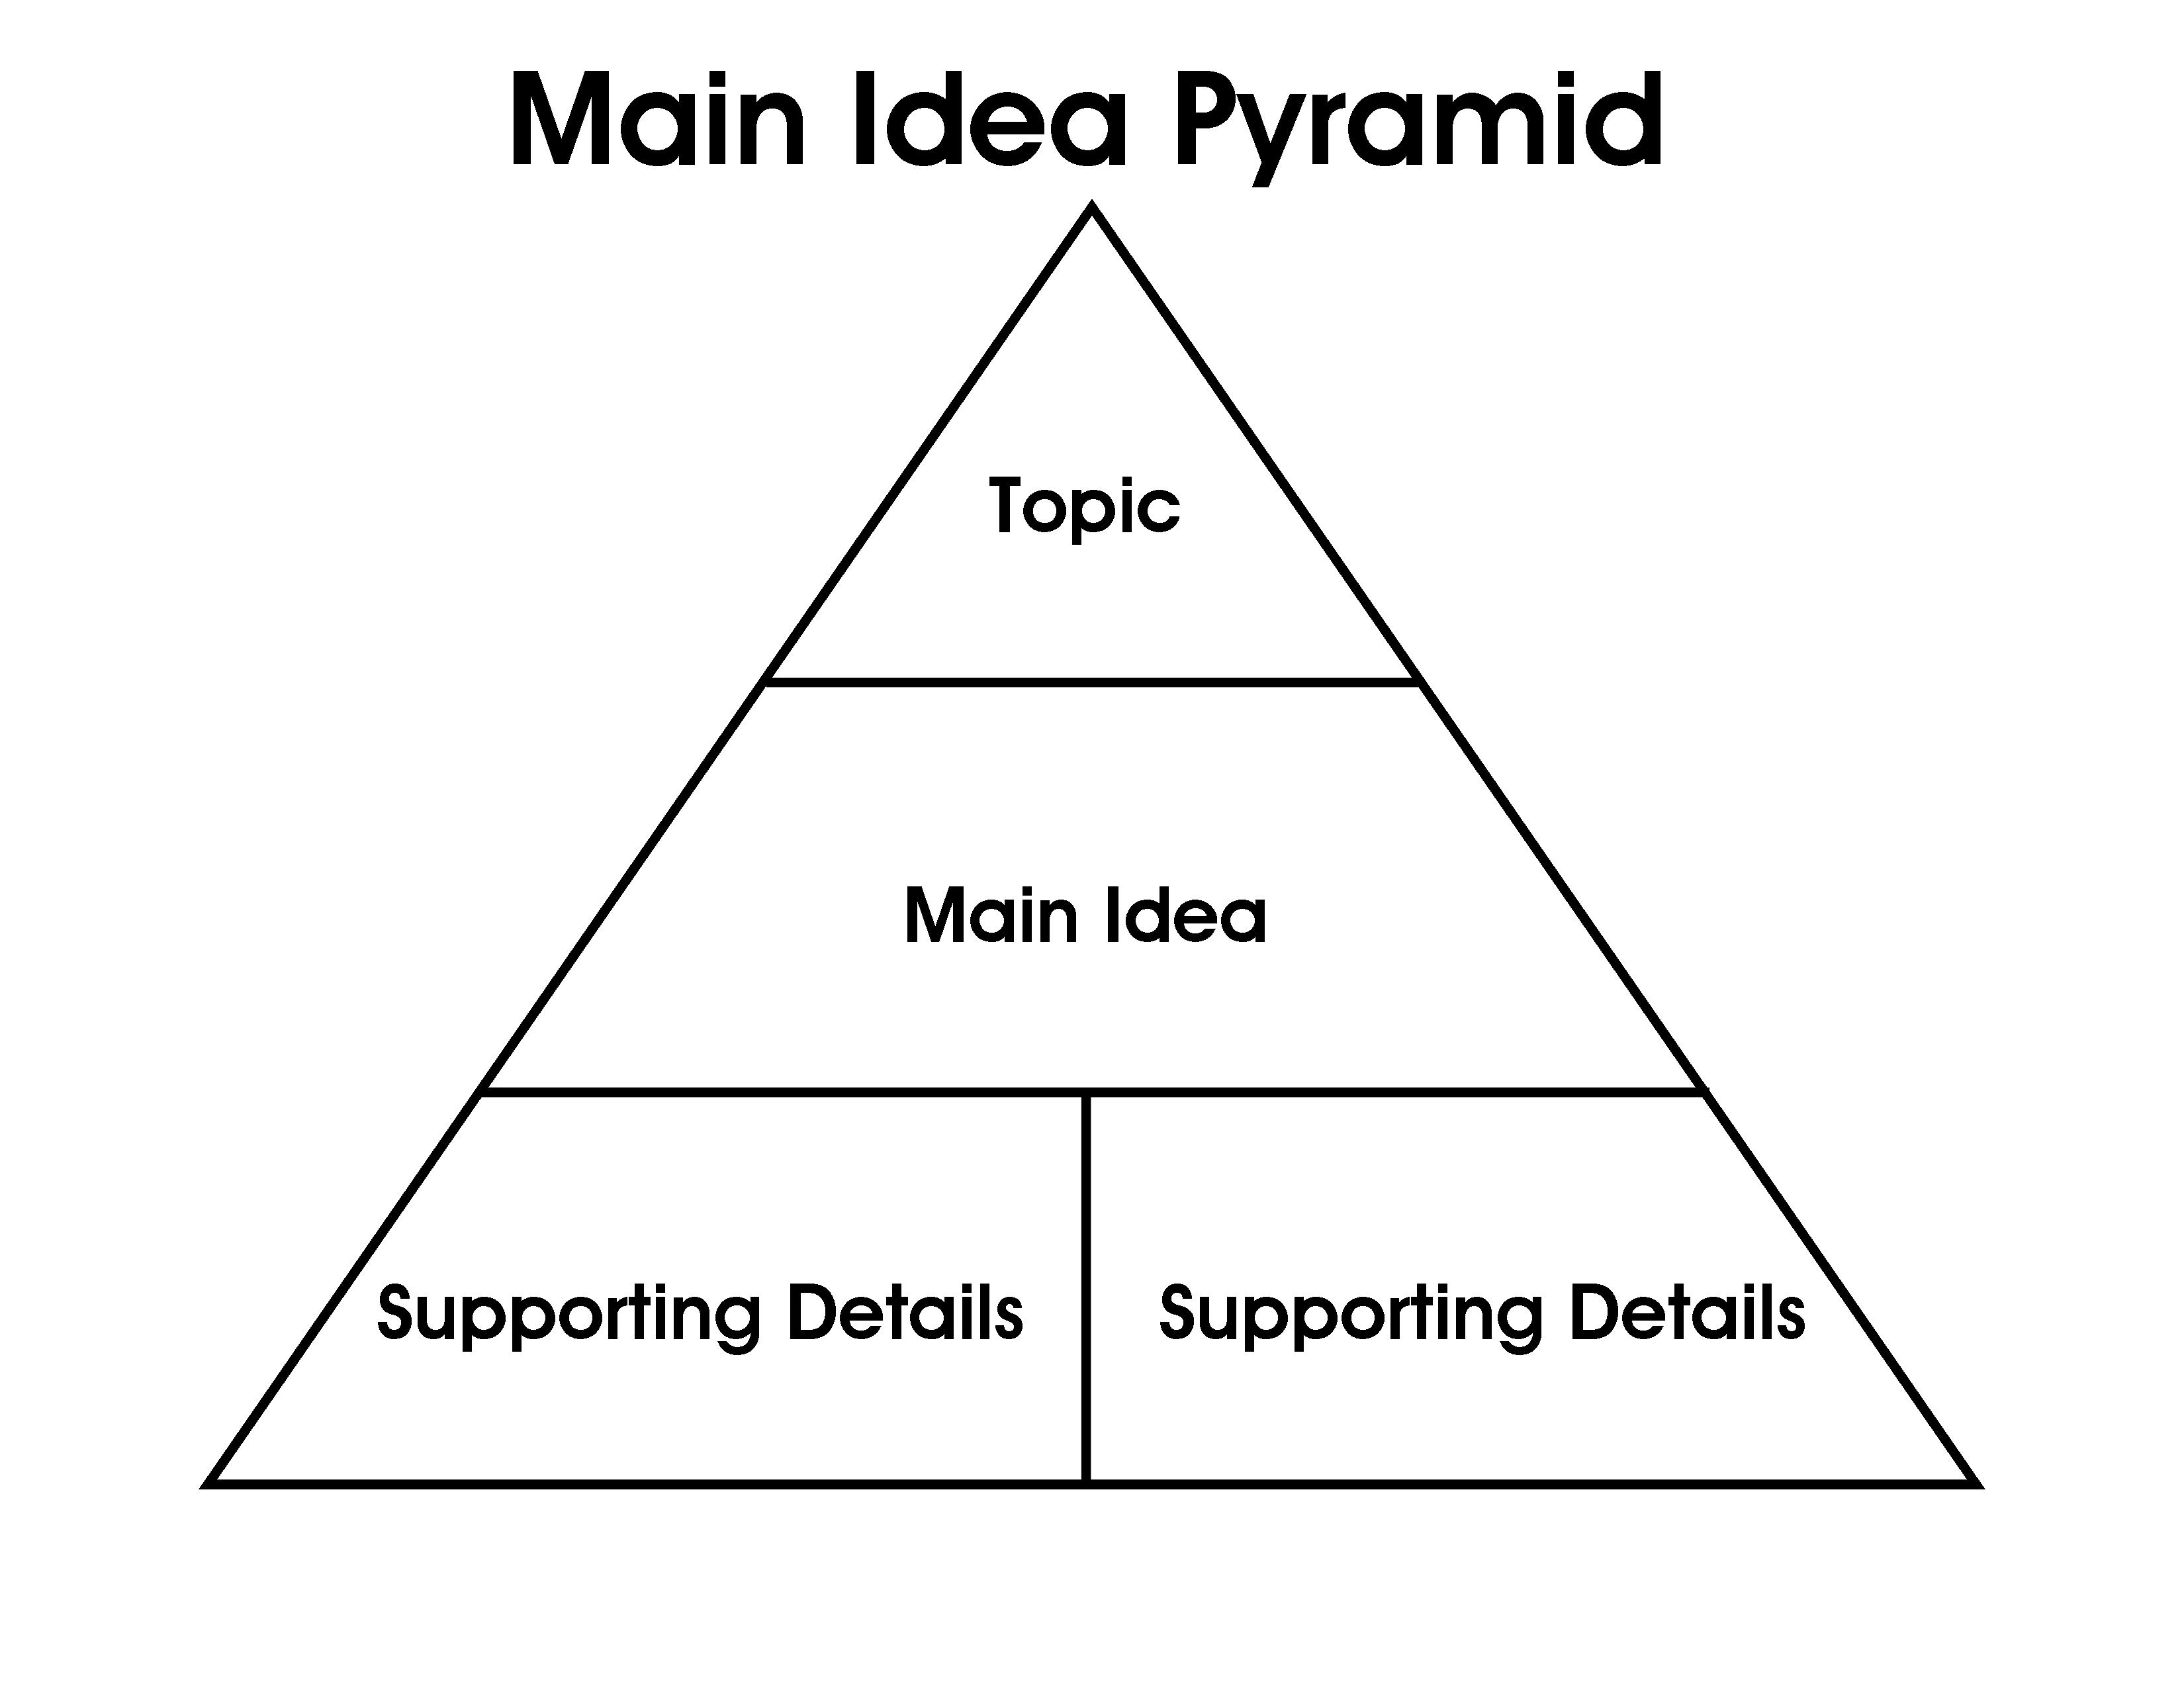 Main Idea Pyramid
Topic
Main Idea
Supporting Details
Supporting Details